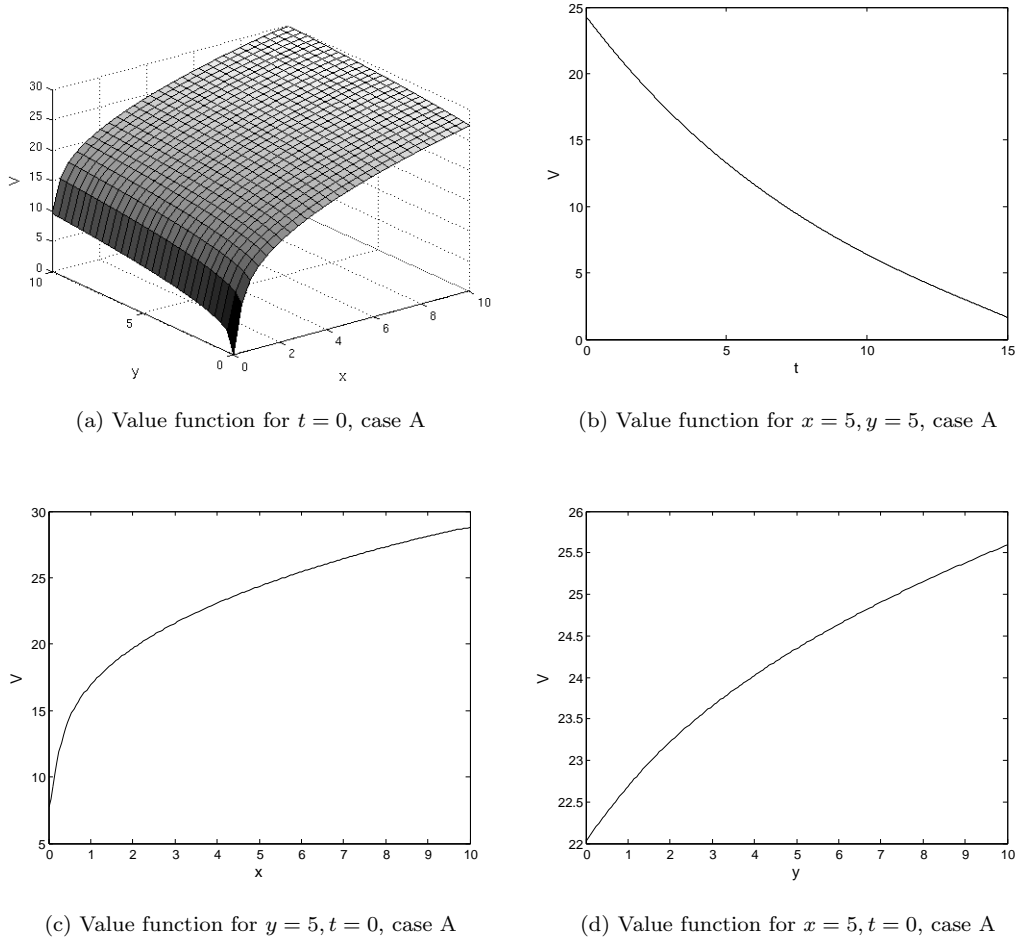 30
25
20
15
10
5
0
V
10
5
0
y
0
2
4
6
8
10
x
(a) Value function for t = 0, case A
25
20
15
10
5
0
V
0 5 10 15
t
(b) Value function for x = 5, y = 5, case A
30
25
20
15
10
5
V
0 1 2 3 4 5 6 7 8 9 10
x
(c) Value function for y = 5, t = 0, case A
26
25.5
25
24.5
24
23.5
23
22.5
22
V
0 1 2 3 4 5 6 7 8 9 10
y
(d) Value function for x = 5, t = 0, case A